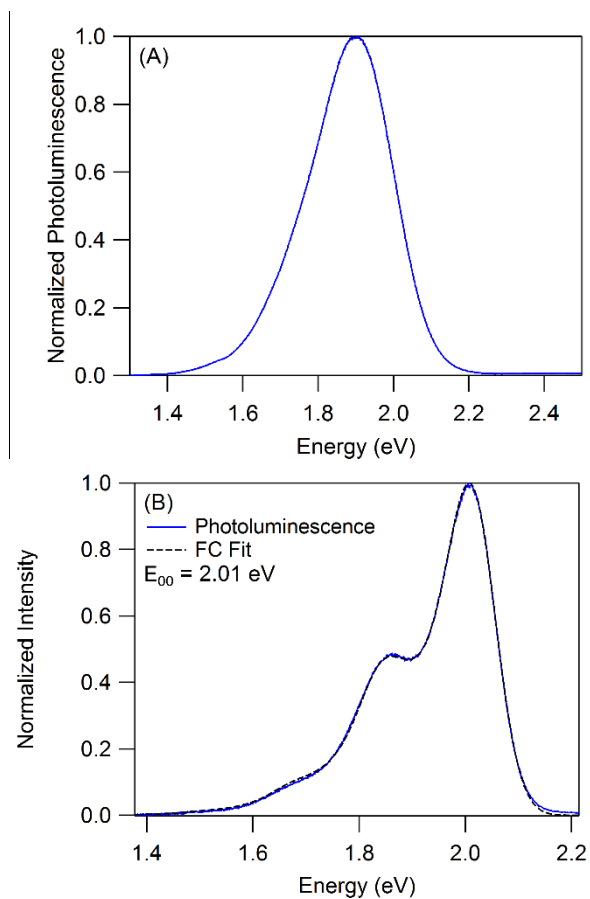 (A)
Normalized Photoluminescence
1.0
0.8
0.6
0.4
0.2
0.0
1.4 1.6 1.8 2.0 2.2 2.4
Energy (eV)
(B)
Photoluminescence
FC Fit
E₀₀ = 2.01 eV
Normalized Intensity
1.0
0.8
0.6
0.4
0.2
0.0
1.4 1.6 1.8 2.0 2.2
Energy (eV)